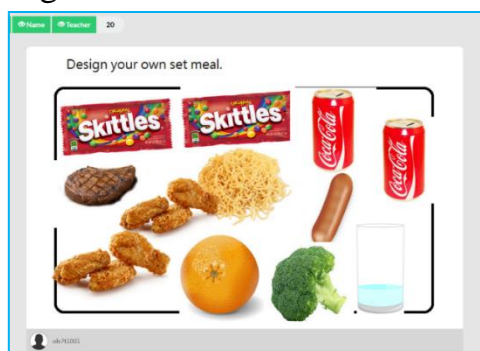 Name Teacher 20
Design your own set meal.
Skittles Skittles
Coca-Cola Coca-Cola